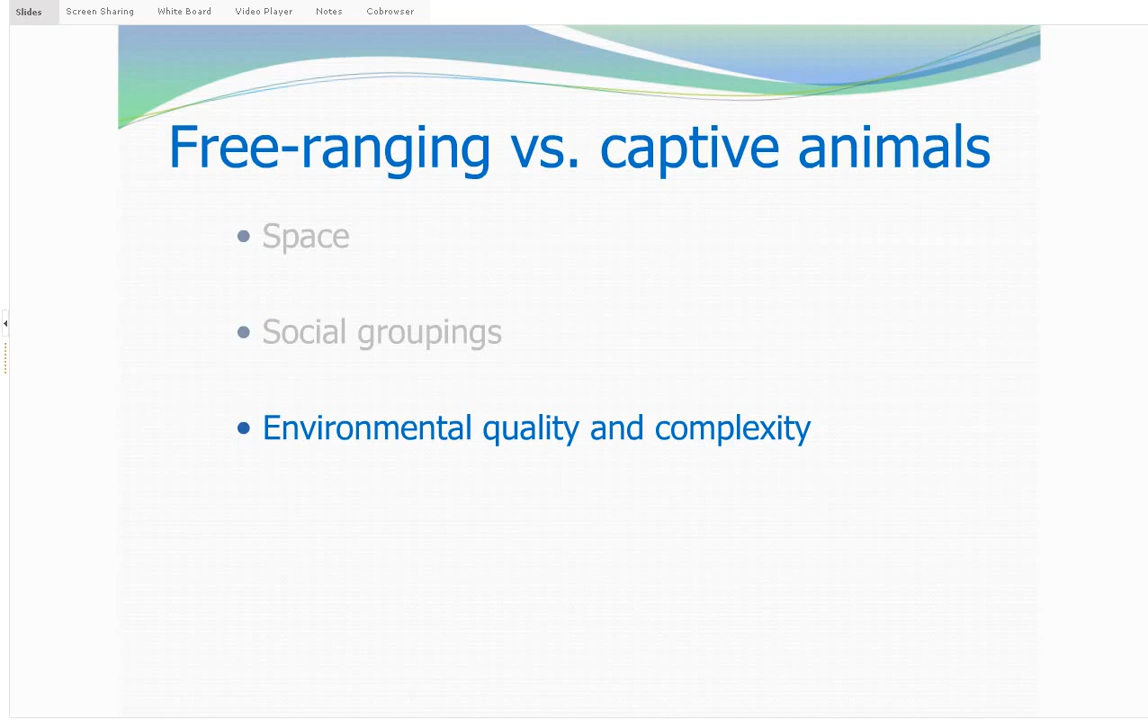 Slides Screen Sharing White Board Video Player Notes Cobrowser
Free-ranging vs. captive animals
• Space
• Social groupings
• Environmental quality and complexity